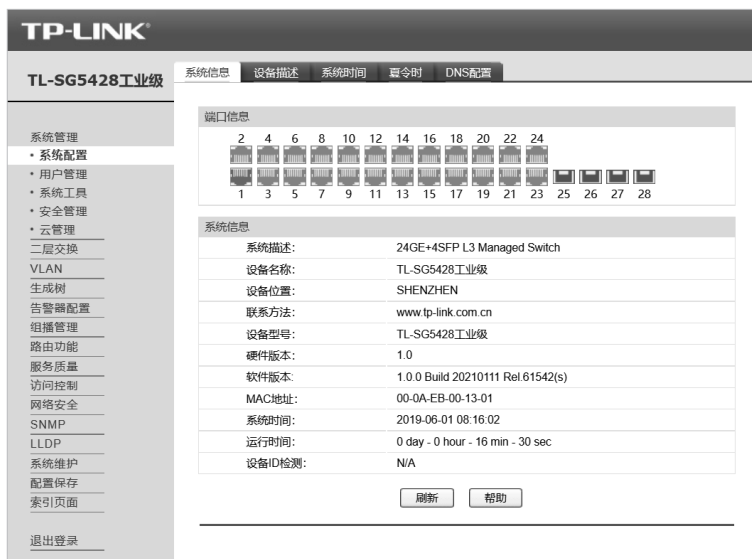 TP-LINK
TL-SG5428工业级
系统信息 设备描述 系统时间 夏令时 DNS配置
系统管理
• 系统配置
• 用户管理
• 系统工具
• 安全管理
• 云管理
二层交换
VLAN
生成树
告警器配置
组播管理
路由功能
服务质量
访问控制
网络安全
SNMP
LLDP
系统维护
配置保存
索引页面
退出登录
端口信息
2 4 6 8 10 12 14 16 18 20 22 24
1 3 5 7 9 11 13 15 17 19 21 23 25 26 27 28
系统信息
系统描述: 24GE+4SFP L3 Managed Switch
设备名称: TL-SG5428工业级
设备位置: SHENZHEN
联系方法: www.tp-link.com.cn
设备型号: TL-SG5428工业级
硬件版本: 1.0
软件版本: 1.0.0 Build 20210111 Rel.61542(s)
MAC地址: 00-0A-EB-00-13-01
系统时间: 2019-06-01 08:16:02
运行时间: 0 day - 0 hour - 16 min - 30 sec
设备ID检测: N/A
刷新 帮助